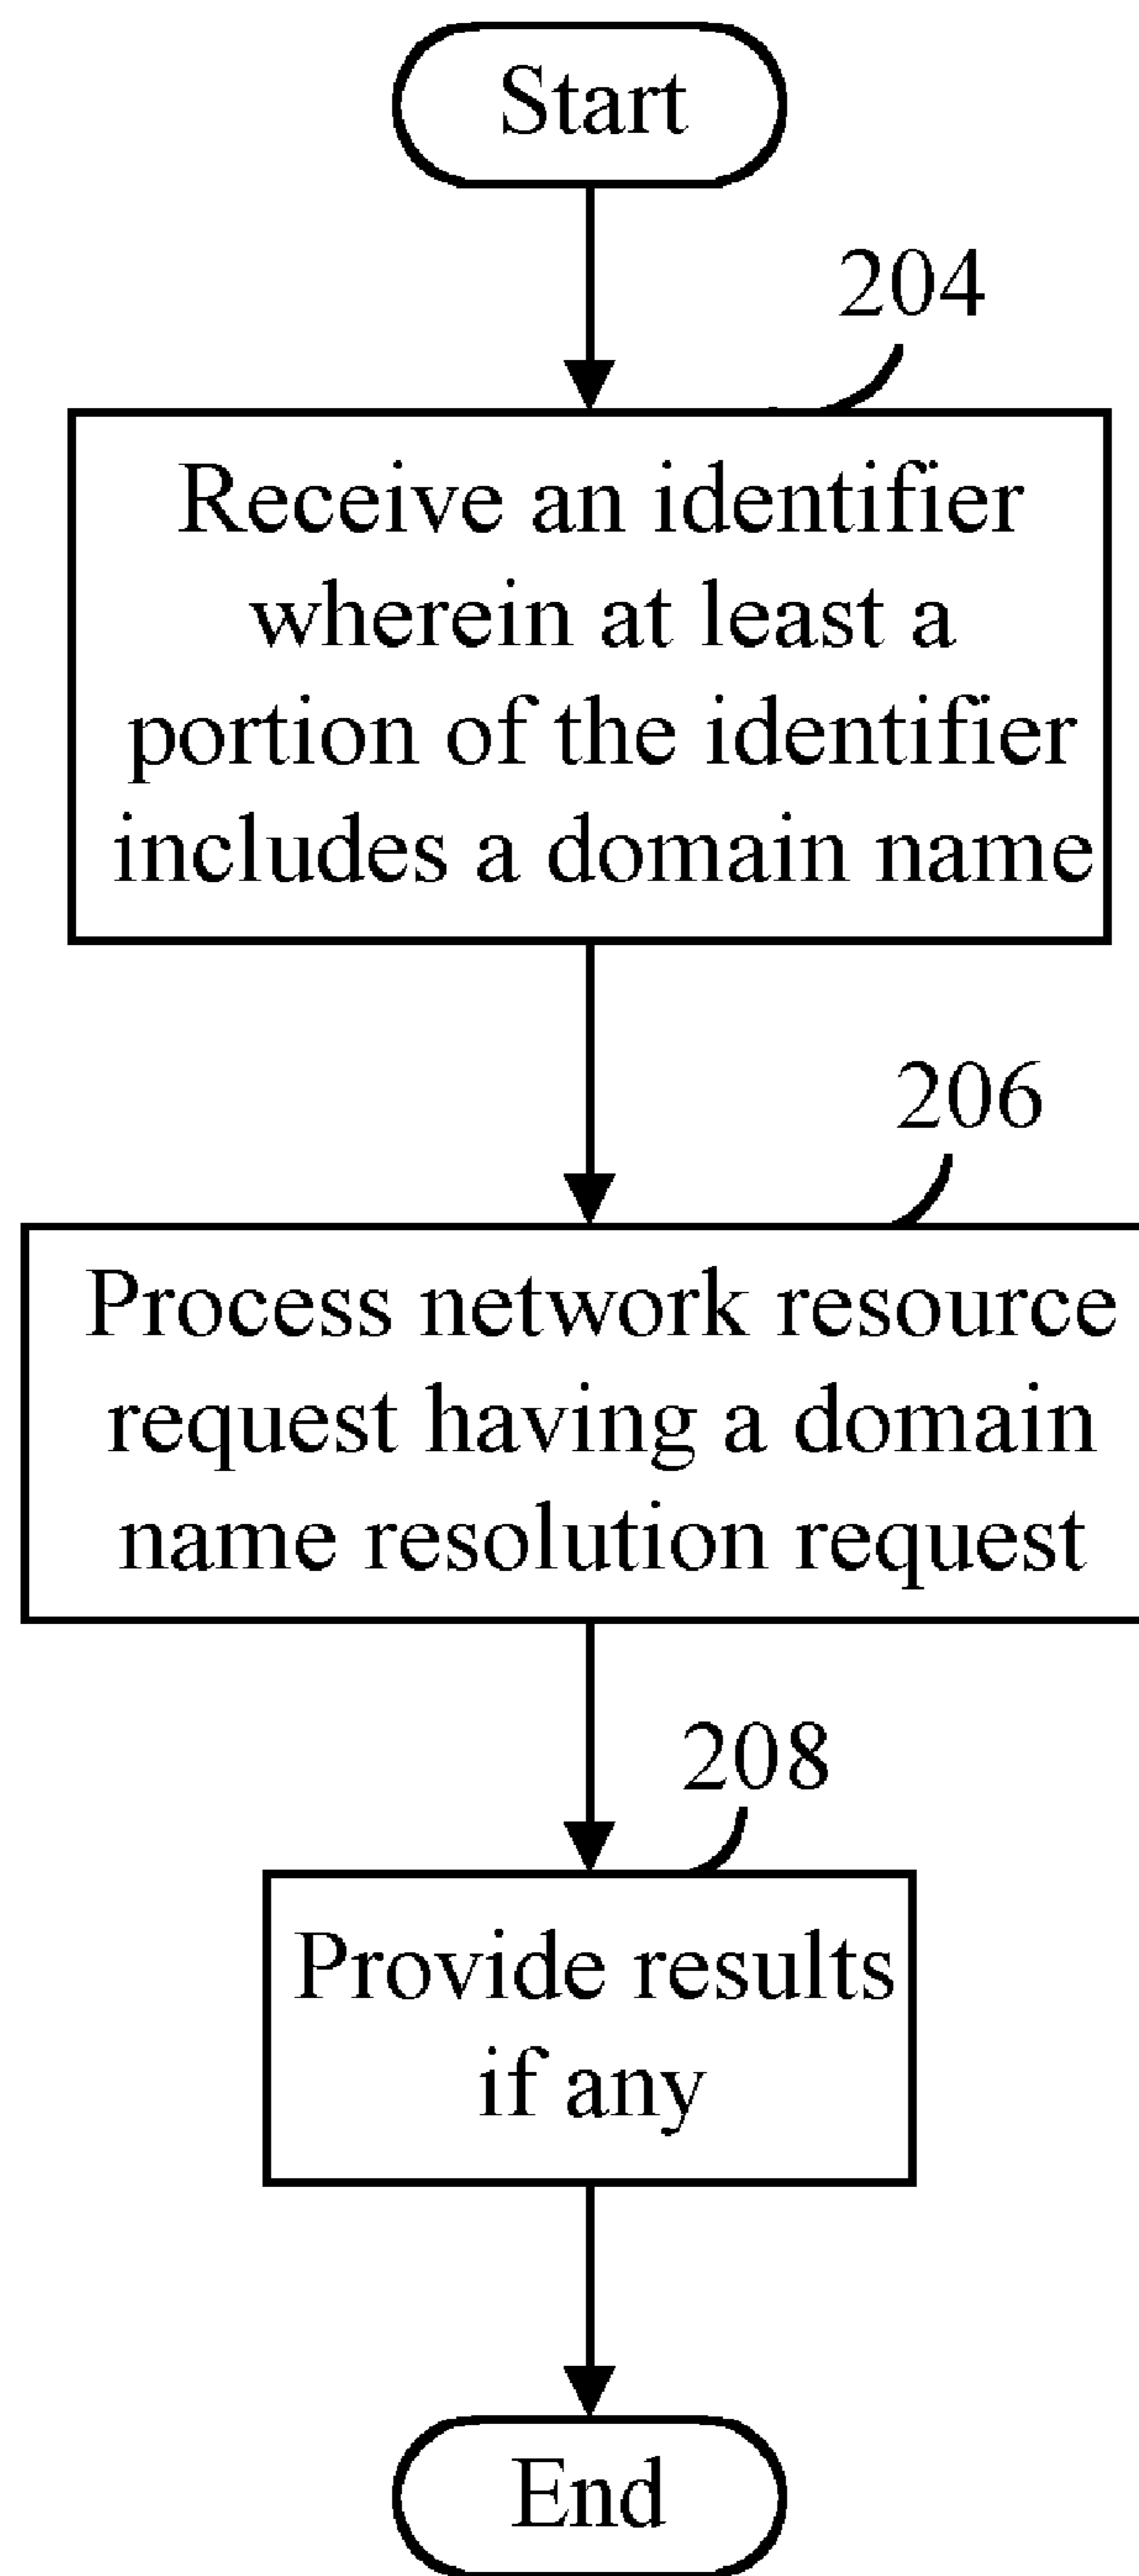 Start
204
Receive an identifier
wherein at least a
portion of the identifier
includes a domain name
206
Process network resource
request having a domain
name resolution request
208
Provide results
if any
End